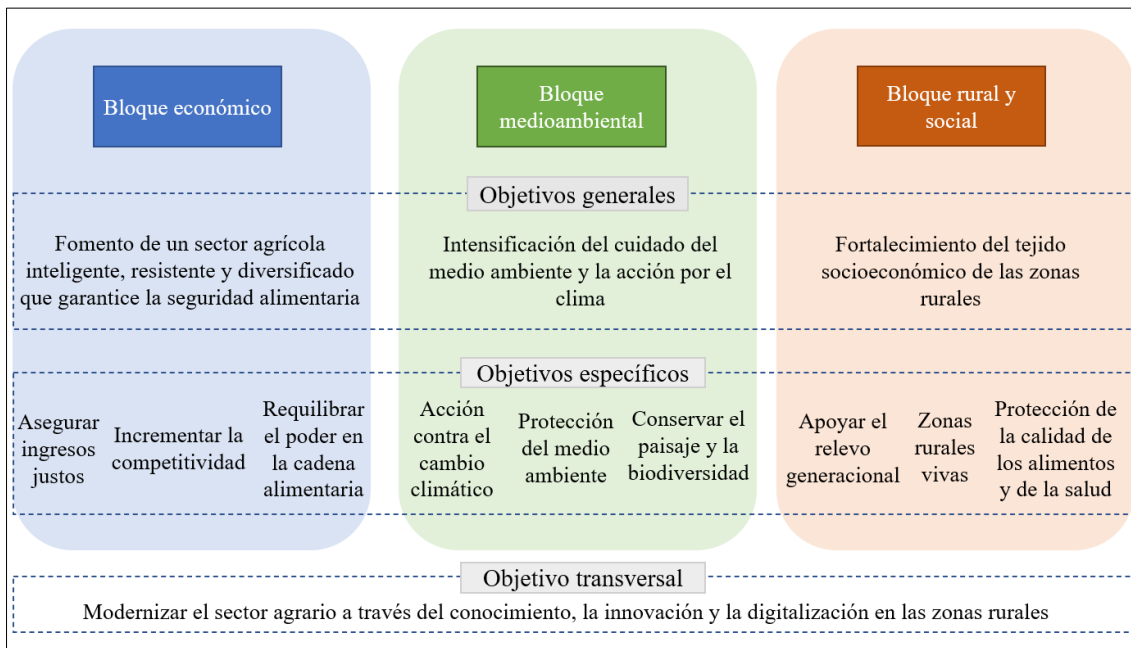 Bloque económico
Bloque
medioambiental
Bloque rural y
social
Objetivos generales
Fomento de un sector agrícola
inteligente, resistente y diversificado
que garantice la seguridad alimentaria
Intensificación del cuidado del
medio ambiente y la acción por el
clima
Fortalecimiento del tejido
socioeconómico de las zonas
rurales
Objetivos específicos
Asegurar
ingresos
justos
Incrementar la
competitividad
Requilibrar
el poder en
la cadena
alimentaria
Acción
contra el
cambio
climático
Protección
del medio
ambiente
Conservar el
paisaje y la
biodiversidad
Apoyar el
relevo
generacional
Zonas
rurales
vivas
Protección de
la calidad de
los alimentos
y de la salud
Objetivo transversal
Modernizar el sector agrario a través del conocimiento, la innovación y la digitalización en las zonas rurales